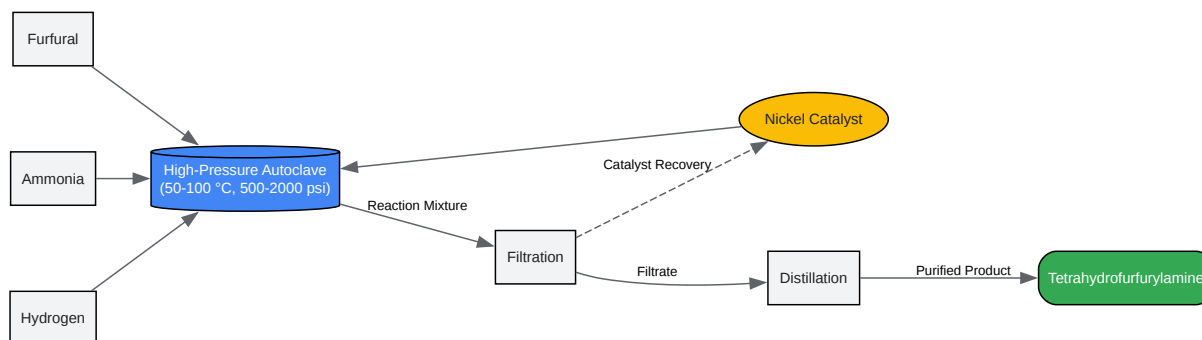 Furfural
Nickel Catalyst
Catalyst Recovery
High-Pressure Autoclave
(50-100 °C, 500-2000 psi)
Ammonia
Reaction Mixture
Filtration
Filtrate
Purified Product
Distillation
Tetrahydrofurfurylamine
Hydrogen